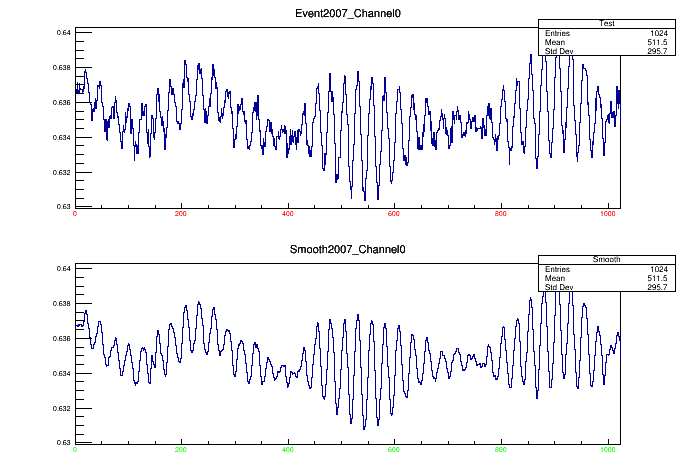 Event2007_Channel0
Test
Entries 1024
Mean 511.5
Std Dev 295.7
0.64
0.638
0.636
0.634
0.632
0.63
0 200 400 600 800 1000
Smooth2007_Channel0
Smooth
Entries 1024
Mean 511.5
Std Dev 295.7
0.64
0.638
0.636
0.634
0.632
0.63
0 200 400 600 800 1000